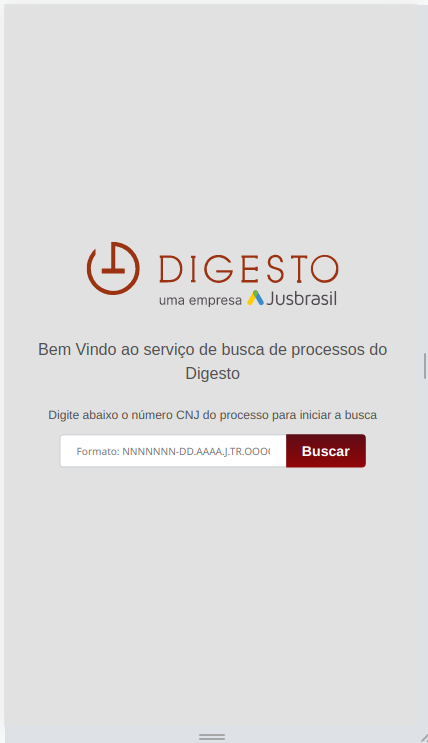 DIGESTO
uma empresa Jusbrasil
Bem Vindo ao serviço de busca de processos do
Digesto
Digite abaixo o número CNJ do processo para iniciar a busca
Formato: NNNNNNN-DD.AAAA.J.TR.OOO
Buscar